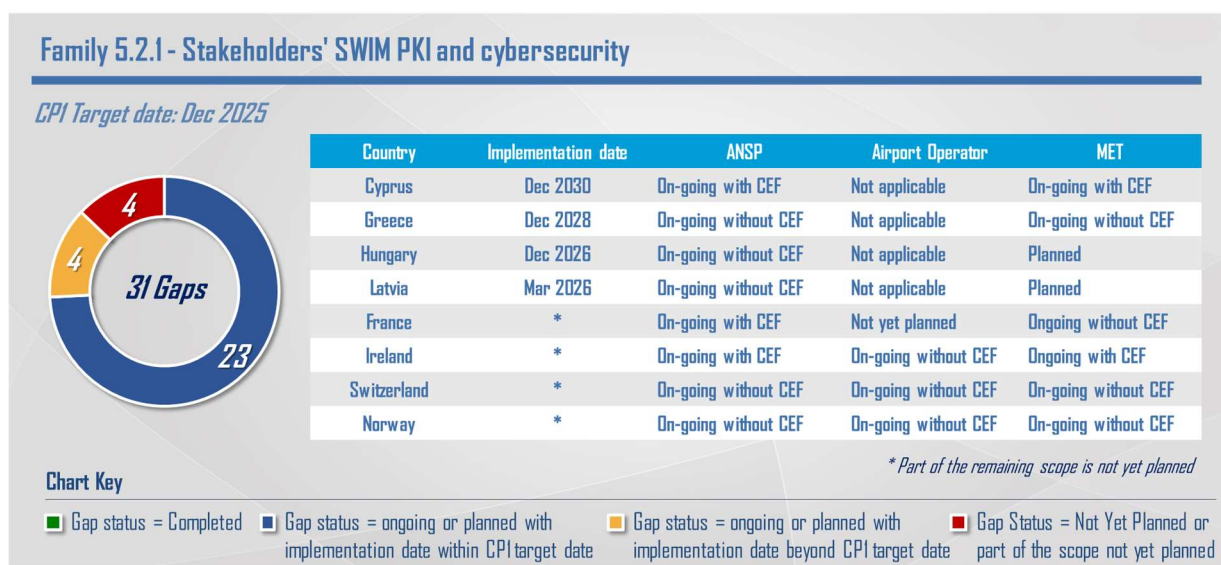 Family 5.2.1 - Stakeholders' SWIM PKI and cybersecurity
CP1 Target date: Dec 2025
Country Implementation date ANSP Airport Operator MET
Cyprus Dec 2030 On-going with CEF Not applicable On-going with CEF
Greece Dec 2028 On-going without CEF Not applicable On-going without CEF
Hungary Dec 2026 On-going without CEF Not applicable Planned
Latvia Mar 2026 On-going without CEF Not applicable Planned
France * On-going with CEF Not yet planned Ongoing without CEF
Ireland * On-going with CEF On-going without CEF Ongoing with CEF
Switzerland * On-going without CEF On-going without CEF On-going without CEF
Norway * On-going without CEF On-going without CEF On-going without CEF
4
4
31 Gaps
23
* Part of the remaining scope is not yet planned
Chart Key
Gap status = Completed
Gap status = ongoing or planned with
implementation date within CP1 target date
Gap status = ongoing or planned with
implementation date beyond CP1 target date
Gap Status = Not Yet Planned or
part of the scope not yet planned